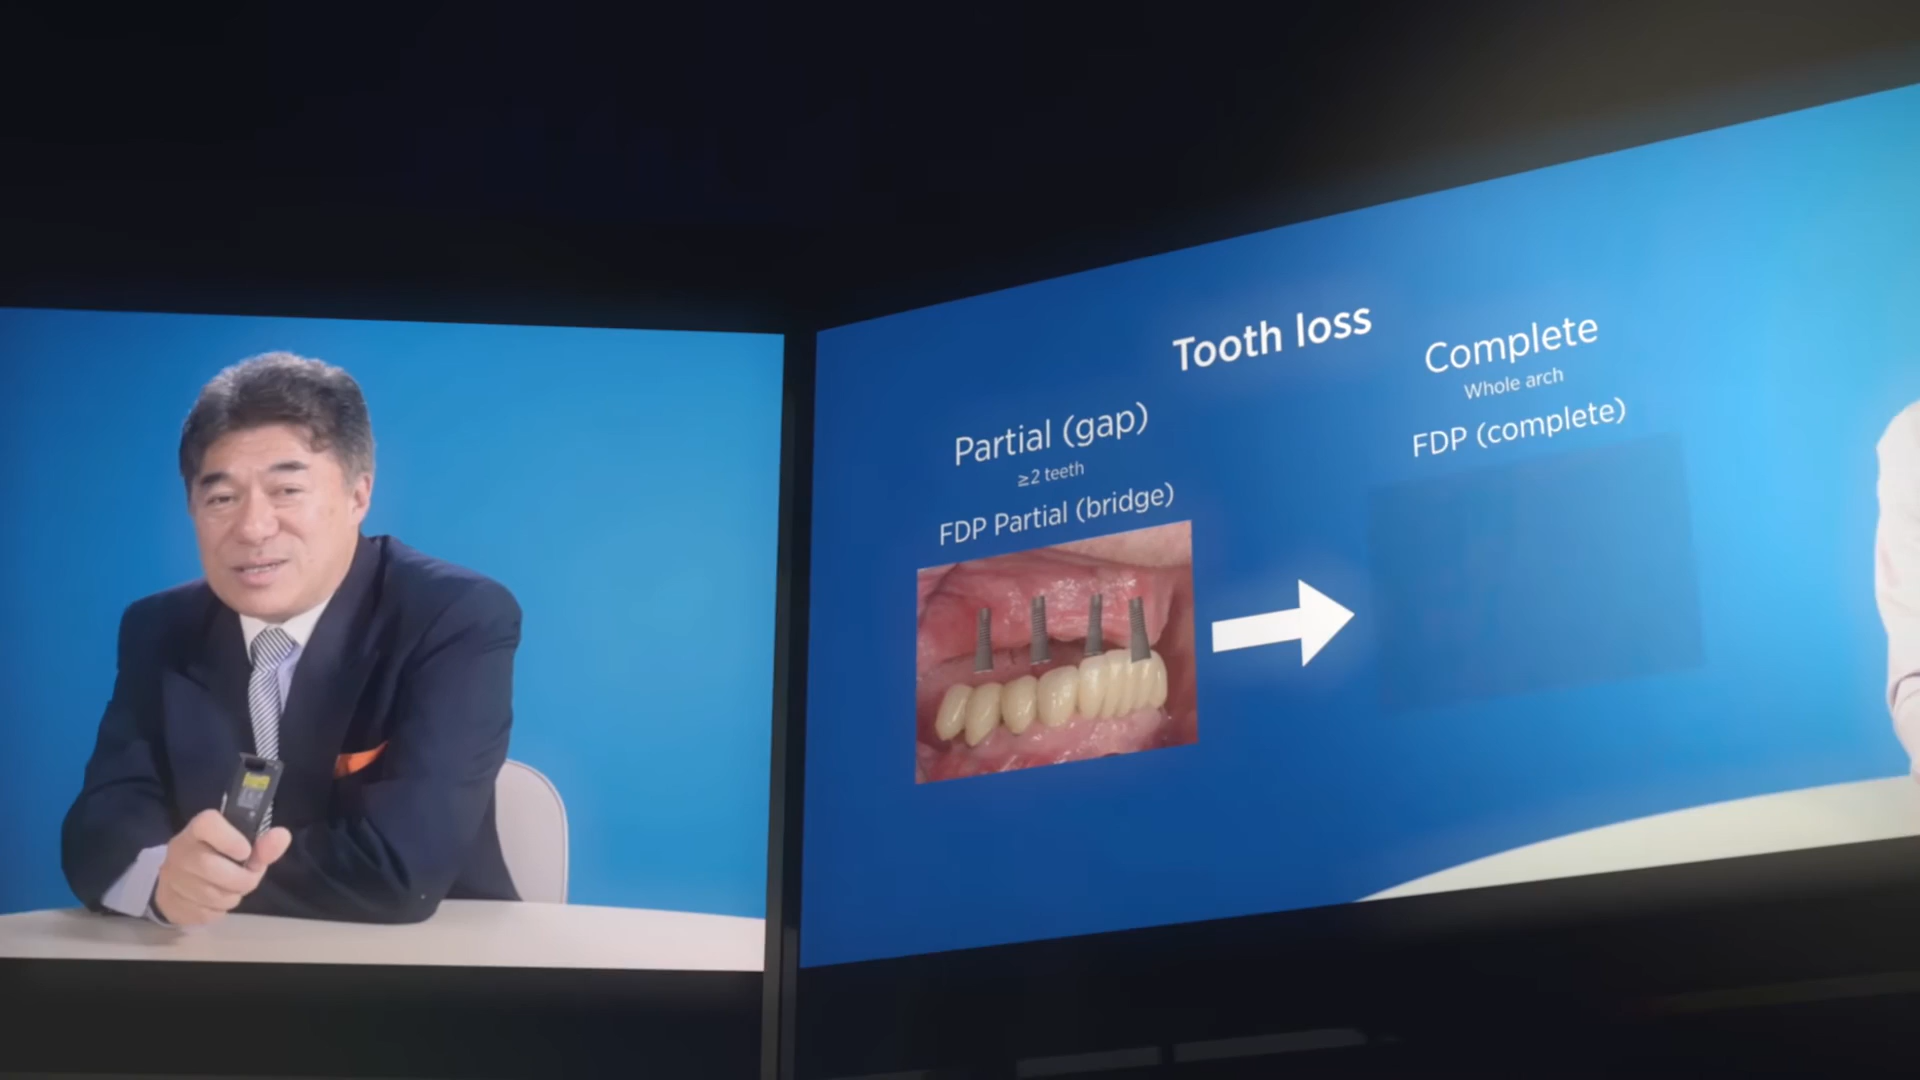 Tooth loss
Partial (gap)
≥2 teeth
FDP Partial (bridge)
Complete
Whole arch
FDP (complete)